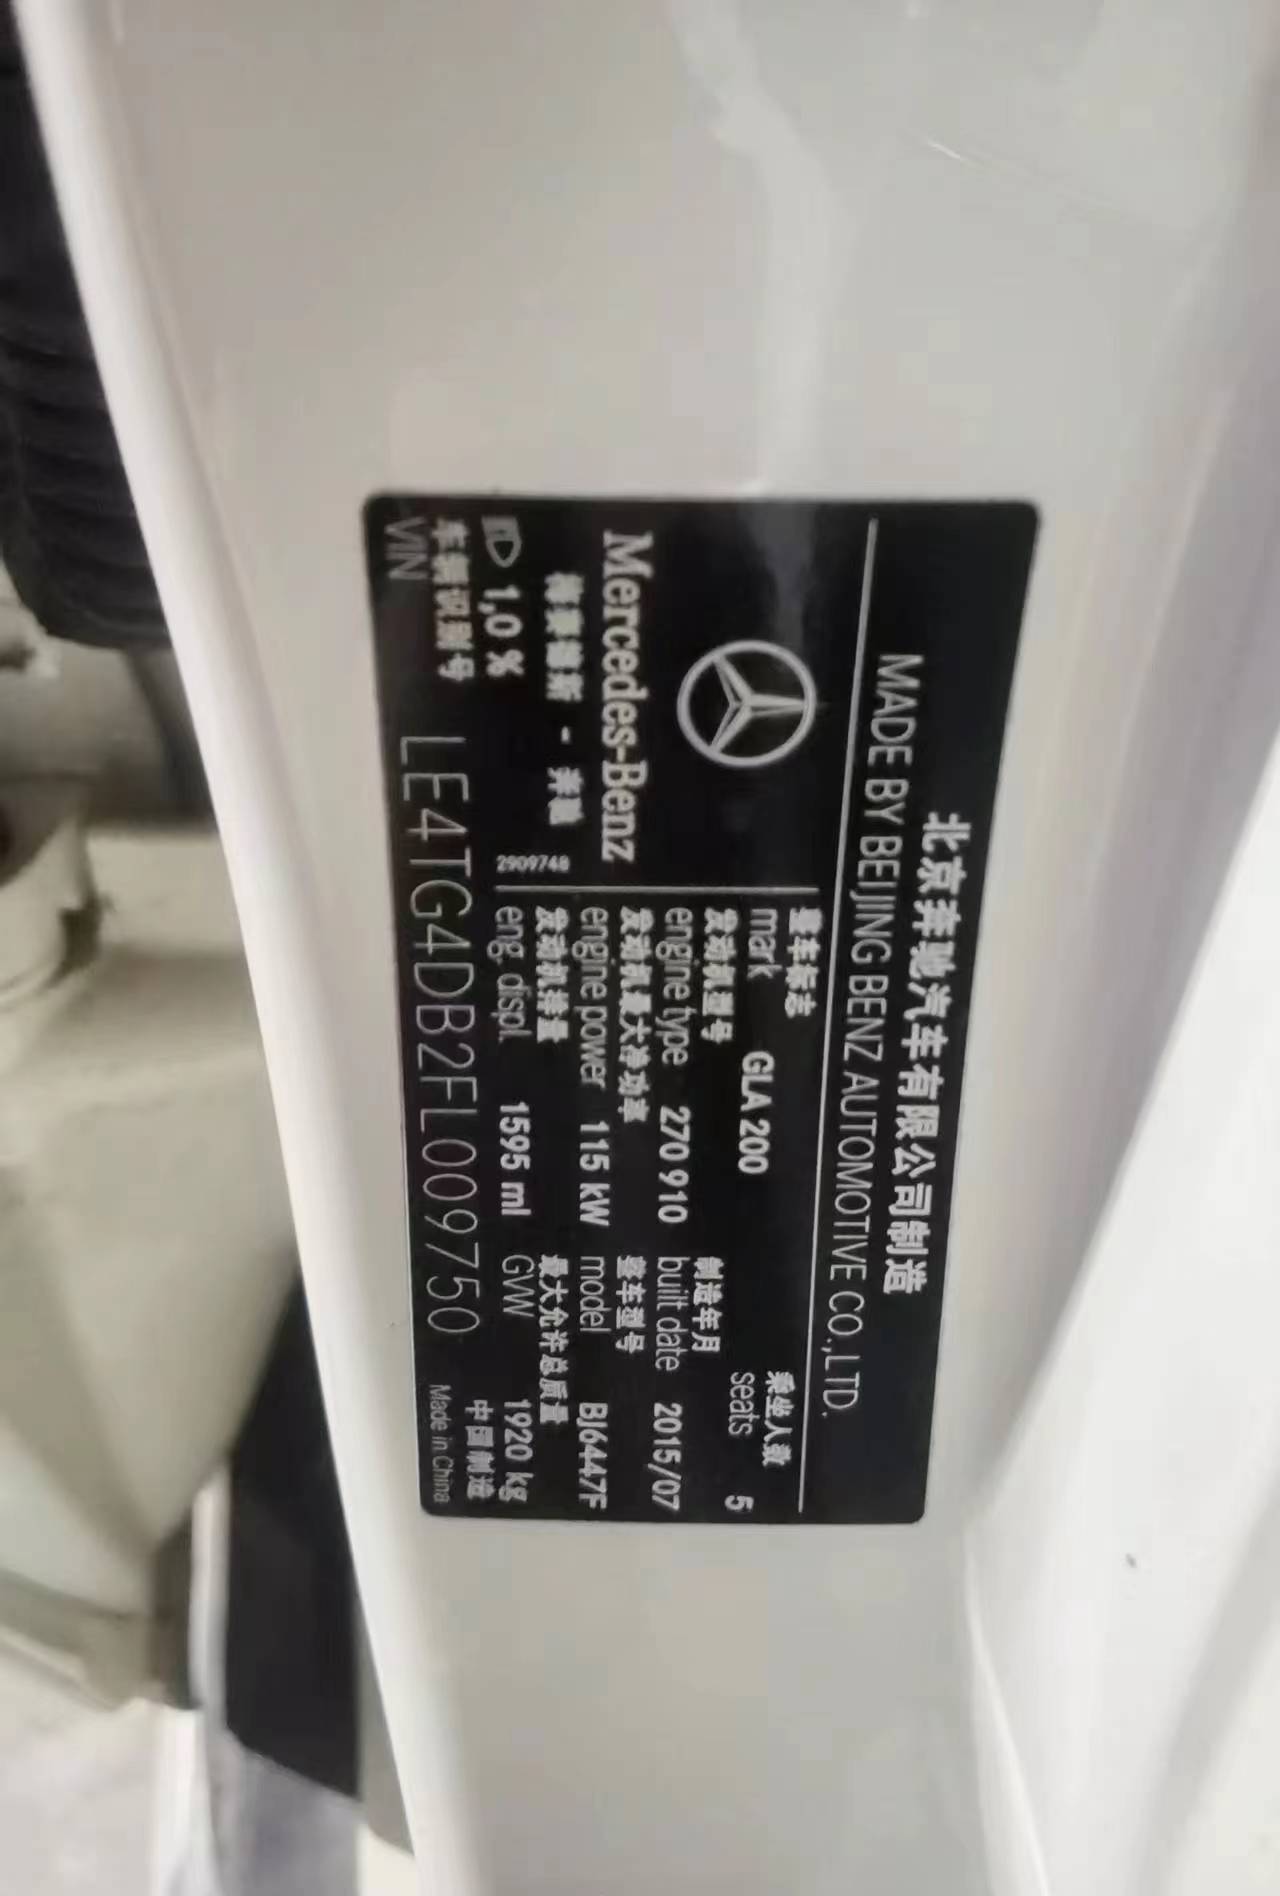 北京奔驰汽车有限公司制造
MADE BY BEIJING BENZ AUTOMOTIVE CO.,LTD.
Mercedes-Benz
梅赛德斯 - 奔驰
2909748
1,0 %
整车标志
mark GLA 200
乘坐人数
seats 5
发动机型号
engine type 270 910
制造年月
built date 2015/07
发动机最大净功率
engine power 115 kW
整车型号
model BJ6447F
发动机排量
eng. displ. 1595 ml
最大允许总质量
GVW 1920 kg
车辆识别号
VIN LE4TG4DB2FL009750
中国制造
Made in China